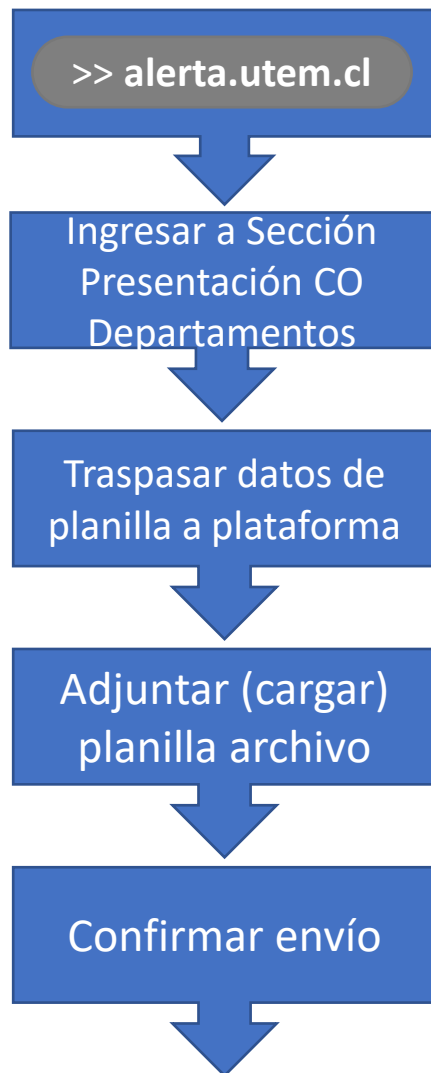 >> alerta.utem.cl
Ingresar a Sección
Presentación CO
Departamentos
Traspasar datos de
planilla a plataforma
Adjuntar (cargar)
planilla archivo
Confirmar envío